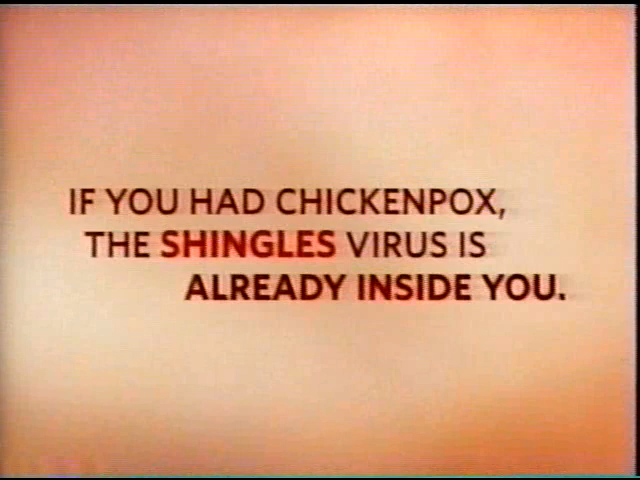 IF YOU HAD CHICKENPOX,
THE SHINGLES VIRUS IS
ALREADY INSIDE YOU.